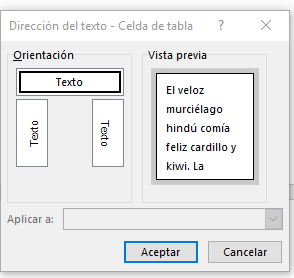 Dirección del texto - Celda de tabla
Orientación
Texto
Texto
Texto
Vista previa
El veloz
murciélago
hindú comía
feliz cardillo y
kiwi. La
Aplicar a:
Aceptar
Cancelar